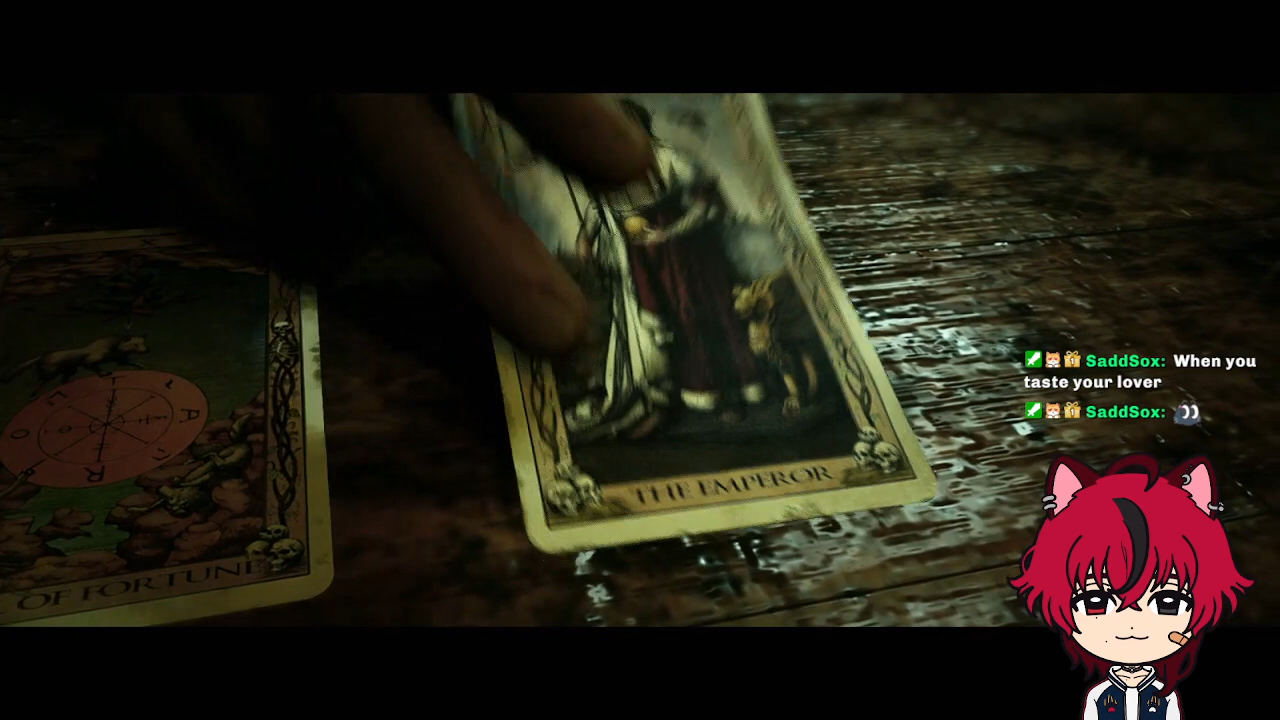 THE EMPEROR
OF FORTUNE
SaddSox: When you
taste your lover
SaddSox: